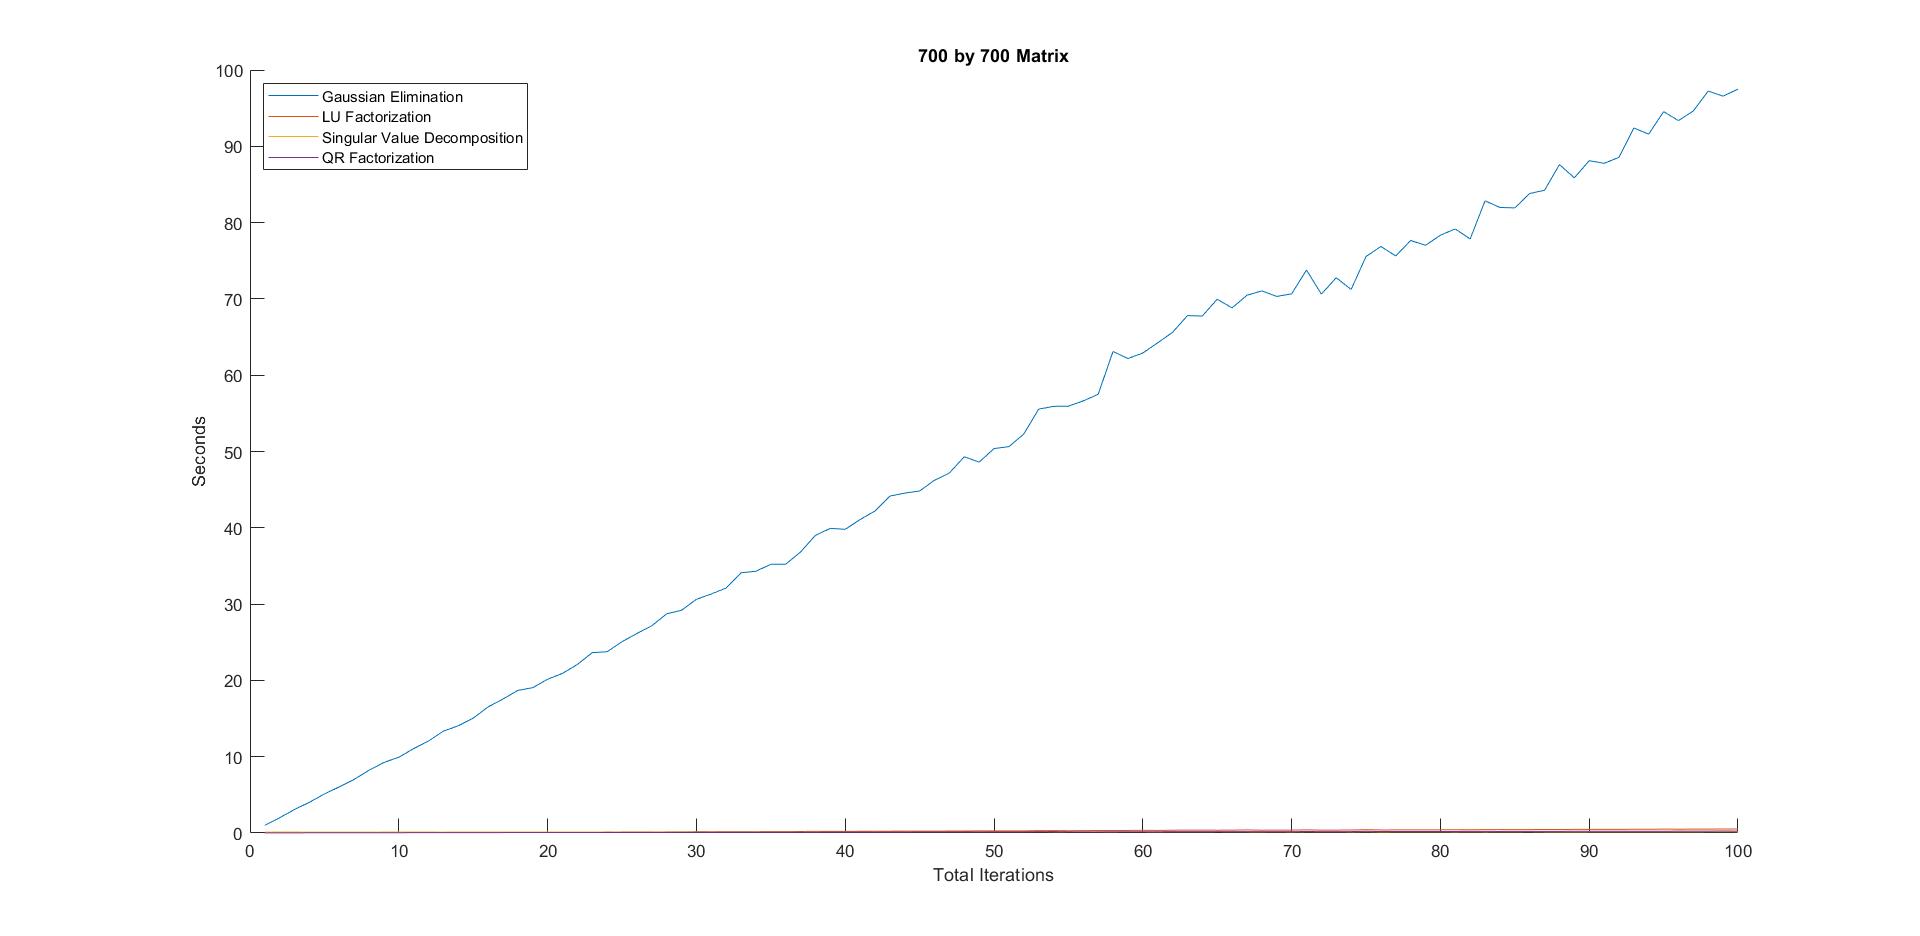 700 by 700 Matrix
100
90
80
70
60
50
40
30
20
10
0
Seconds
Gaussian Elimination
LU Factorization
Singular Value Decomposition
QR Factorization
0 10 20 30 40 50 60 70 80 90 100
Total Iterations